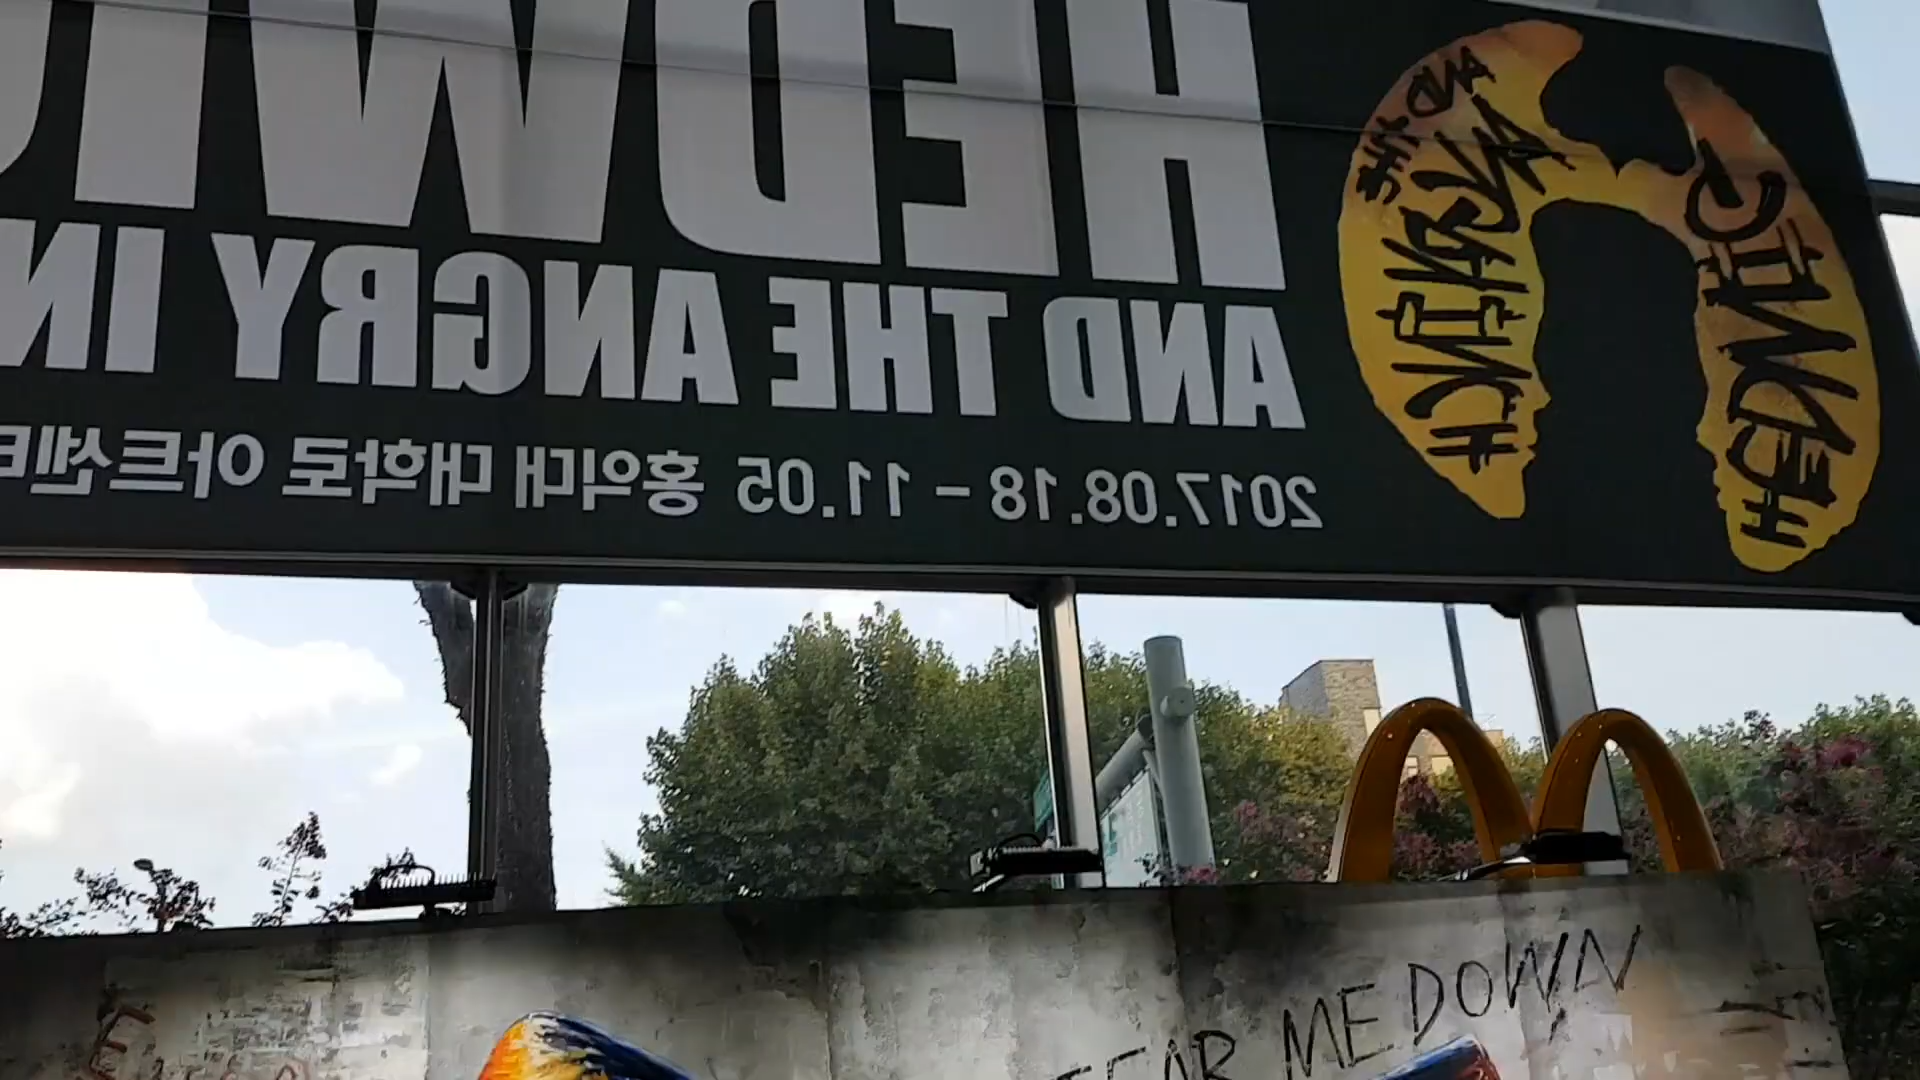 HEDWI
AND THE ANGRY IN
2017.08.18 - 11.05 홍익대 대학로 아트센터
HEDWIG
AND
THE
ANGRY
INCH
TEAR ME DOWN